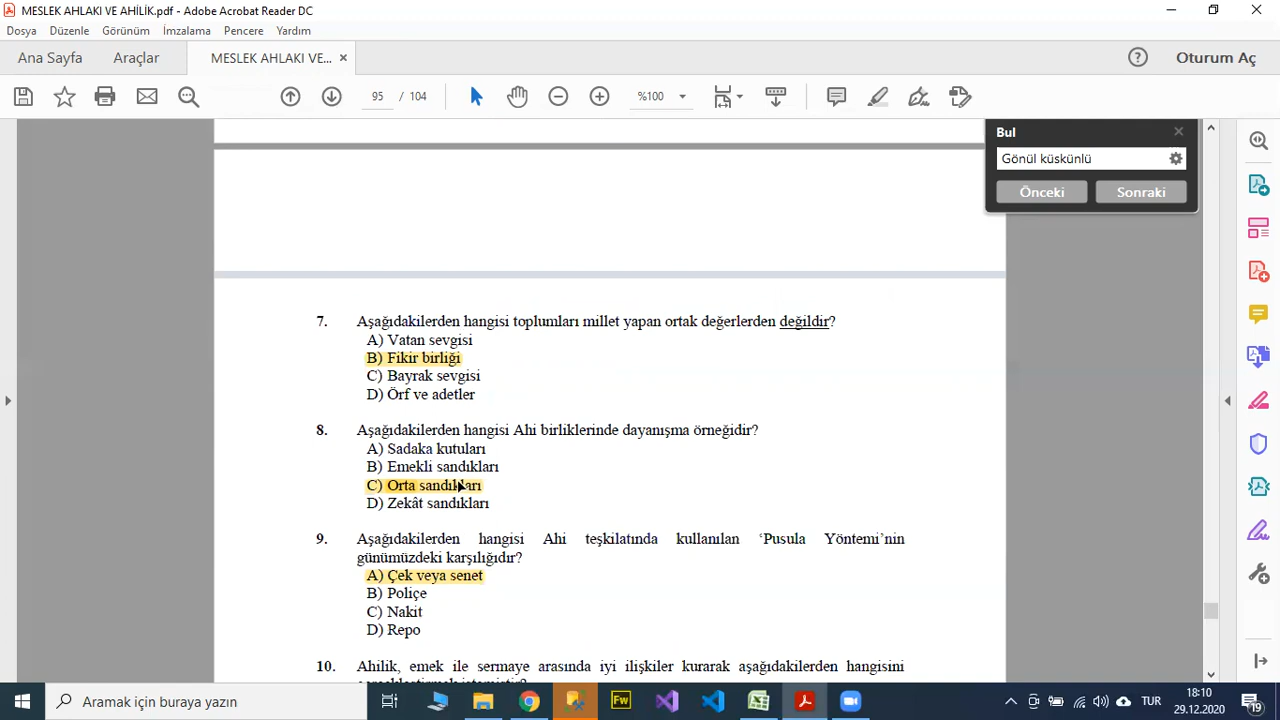 MESLEK AHLAKI VE AHİLİK.pdf - Adobe Acrobat Reader DC
Dosya Düzenle Görünüm İmzalama Pencere Yardım
Ana Sayfa Araçlar MESLEK AHLAKI VE... × Oturum Aç
95 / 104 %100
Bul
Gönül küskünlü
Önceki Sonraki
7. Aşağıdakilerden hangisi toplumları millet yapan ortak değerlerden değildir?
A) Vatan sevgisi
B) Fikir birliği
C) Bayrak sevgisi
D) Örf ve adetler
8. Aşağıdakilerden hangisi Ahi birliklerinde dayanışma örneğidir?
A) Sadaka kutuları
B) Emekli sandıkları
C) Orta sandıkları
D) Zekât sandıkları
9. Aşağıdakilerden hangisi Ahi teşkilatında kullanılan ‘Pusula Yöntemi’nin
günümüzdeki karşılığıdır?
A) Çek veya senet
B) Poliçe
C) Nakit
D) Repo
10. Ahilik, emek ile sermaye arasında iyi ilişkiler kurarak aşağıdakilerden hangisini
Aramak için buraya yazın
Fw
TUR
18:10
29.12.2020
19